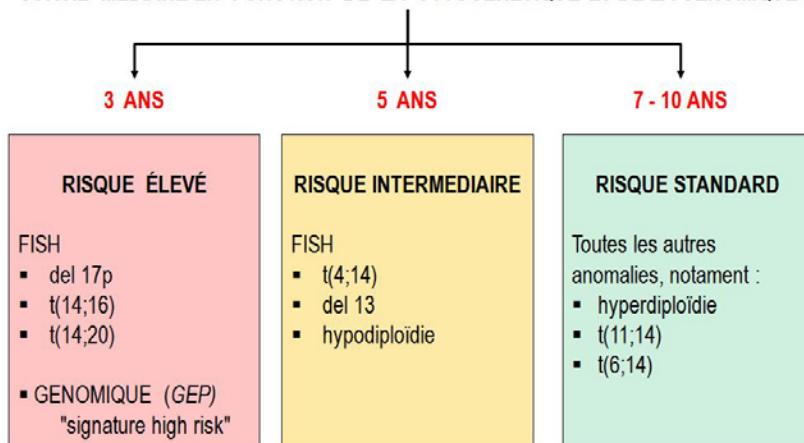 3 ANS
5 ANS
7 - 10 ANS
RISQUE ÉLEVÉ
FISH
▪ del 17p
▪ t(14;16)
▪ t(14;20)
▪ GENOMIQUE (GEP)
"signature high risk"
RISQUE INTERMEDIAIRE
FISH
▪ t(4;14)
▪ del 13
▪ hypodiploïdie
RISQUE STANDARD
Toutes les autres
anomalies, notament :
▪ hyperdiploïdie
▪ t(11;14)
▪ t(6;14)